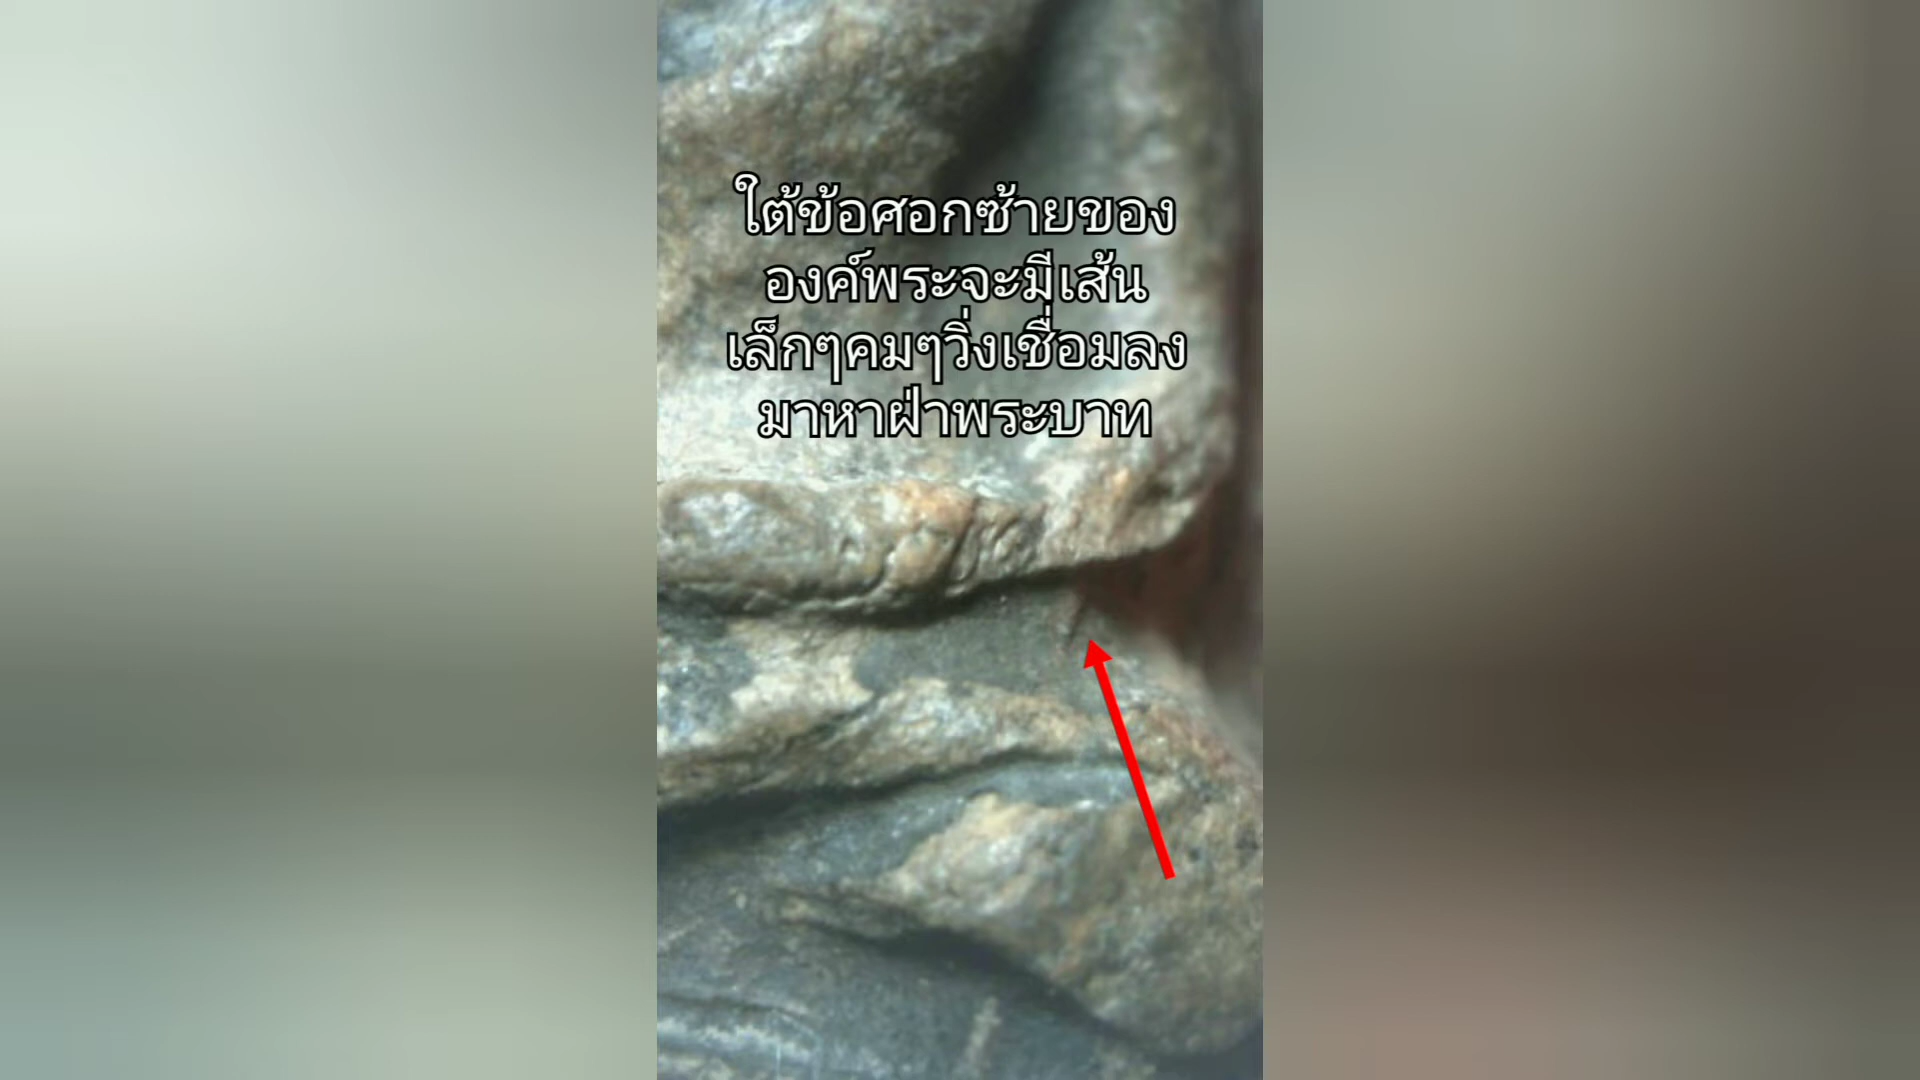 ใต้ข้อศอกซ้ายของ
องค์พระจะมีเส้น
เล็กๆคมๆวิ่งเชื่อมลง
มาหาฝ่าพระบาท